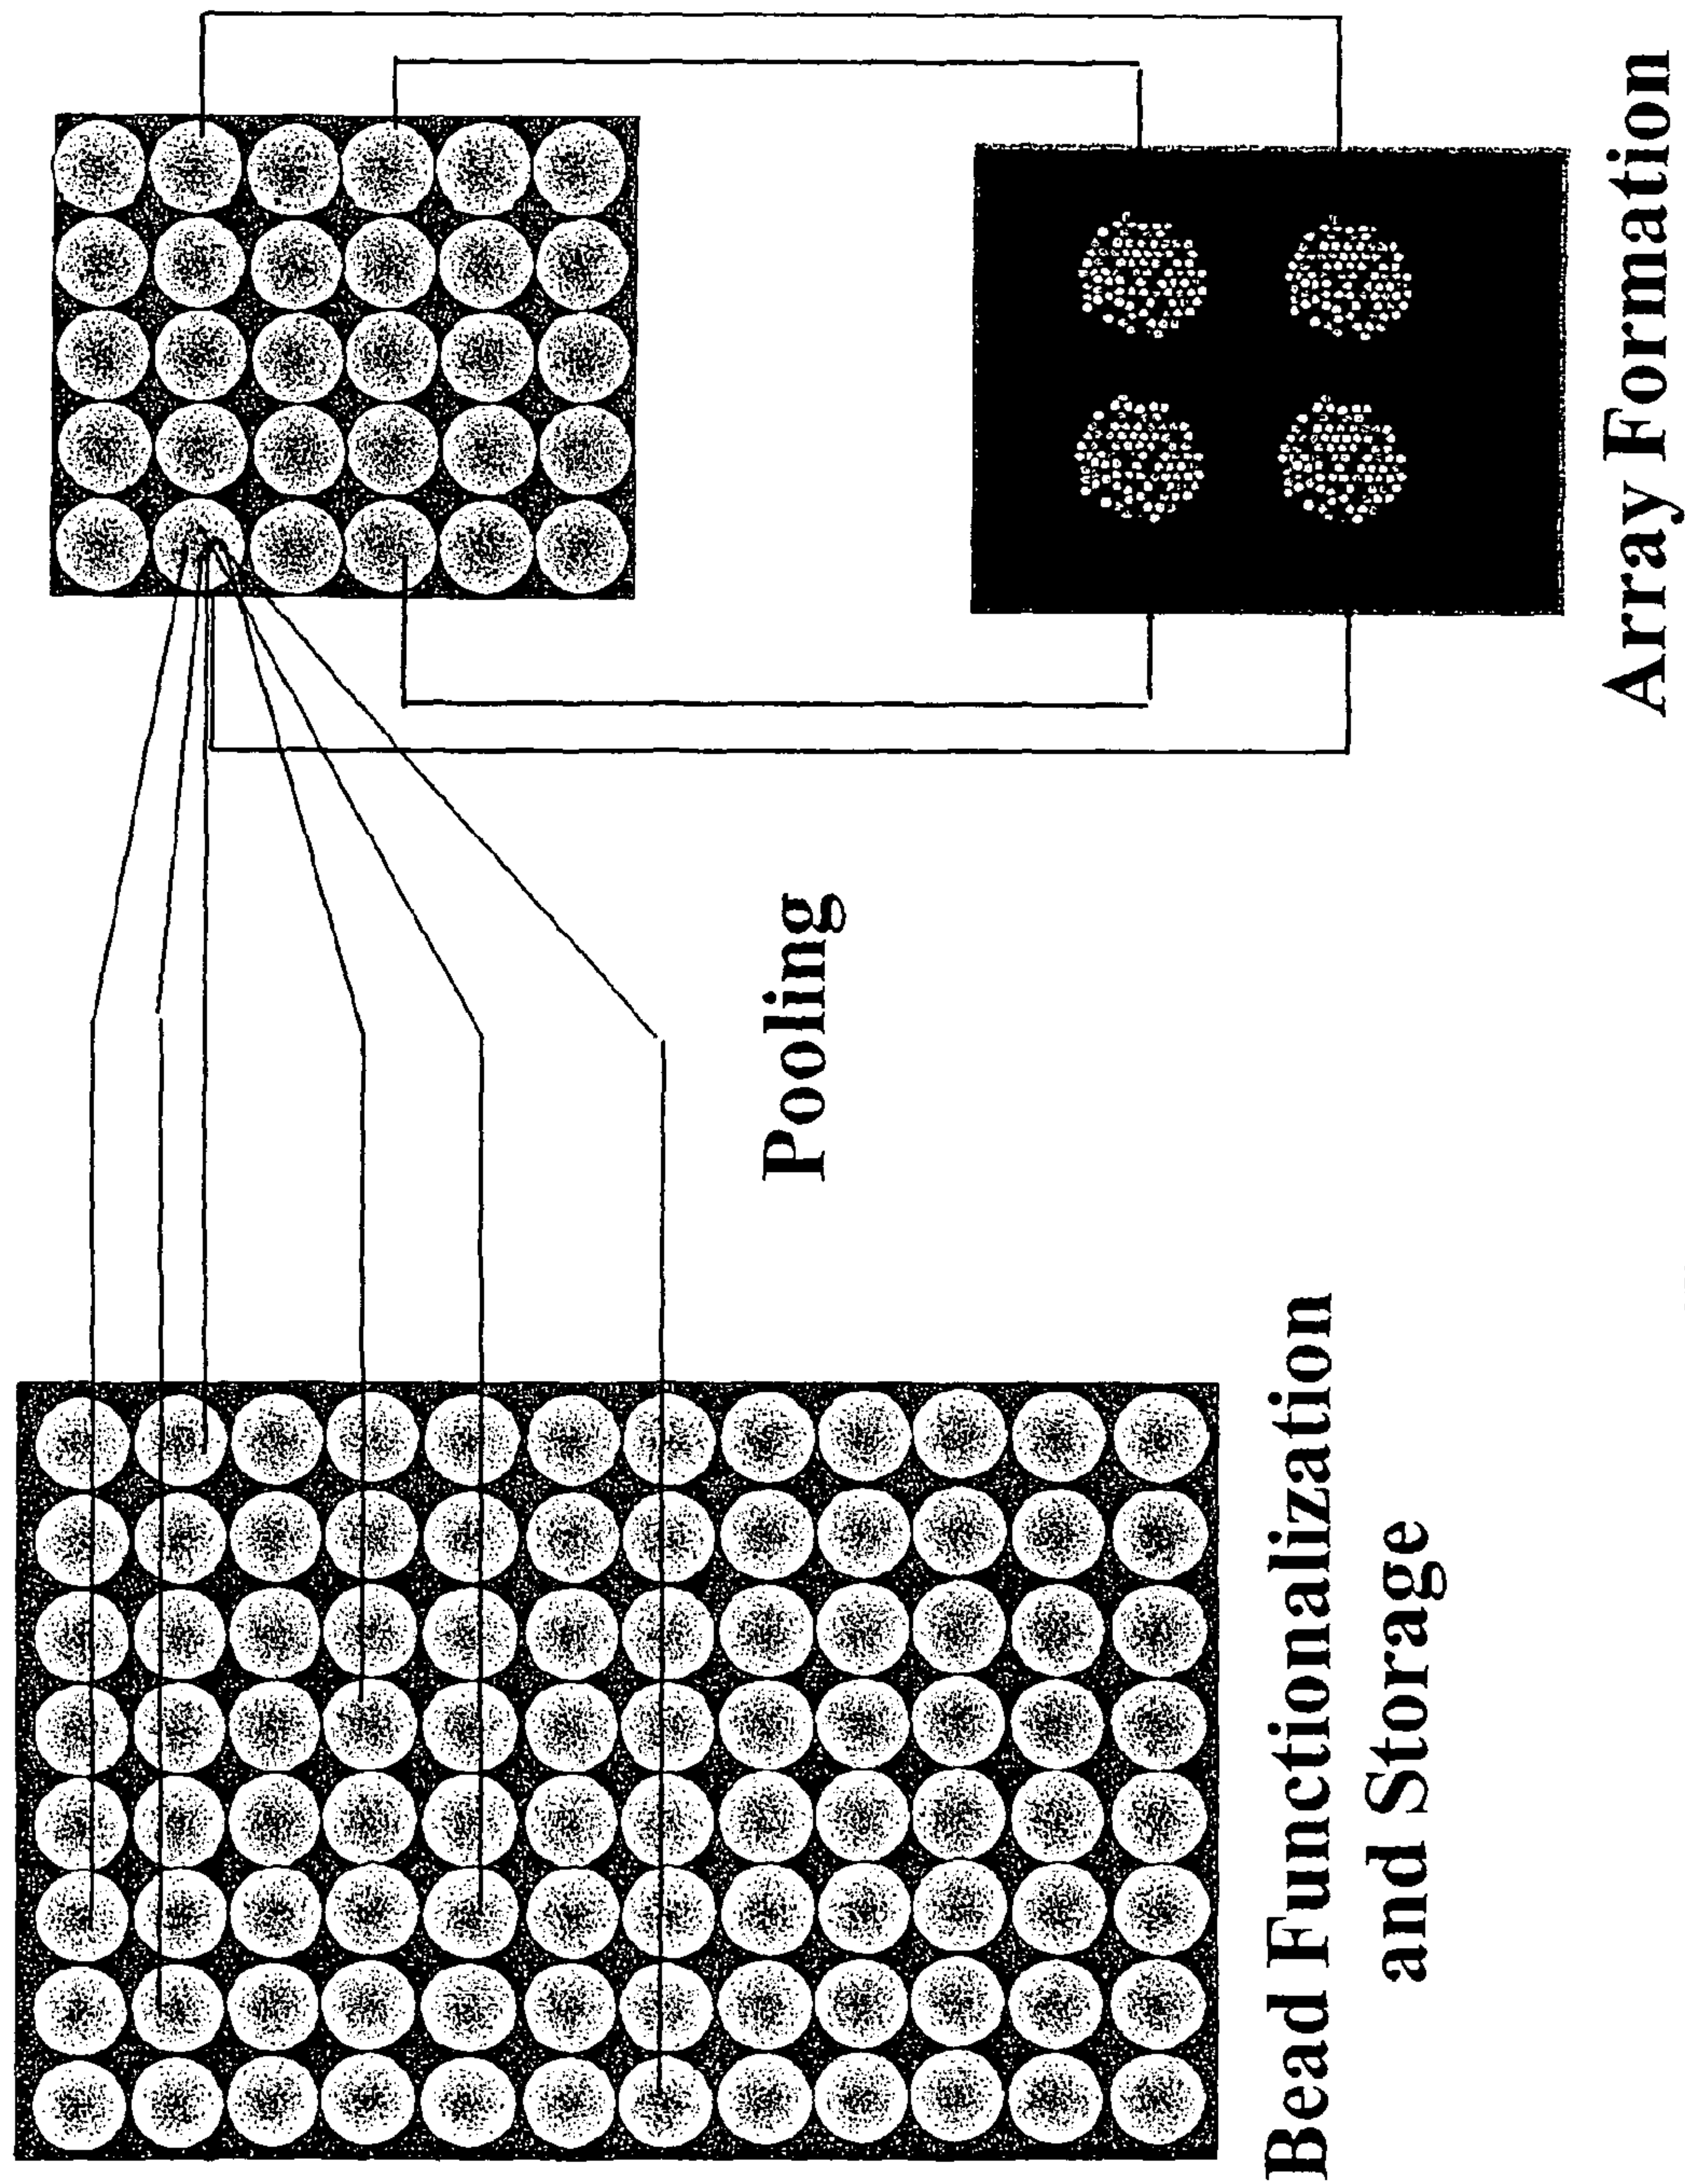 Bead Functionalization
and Storage
Pooling
Array Formation